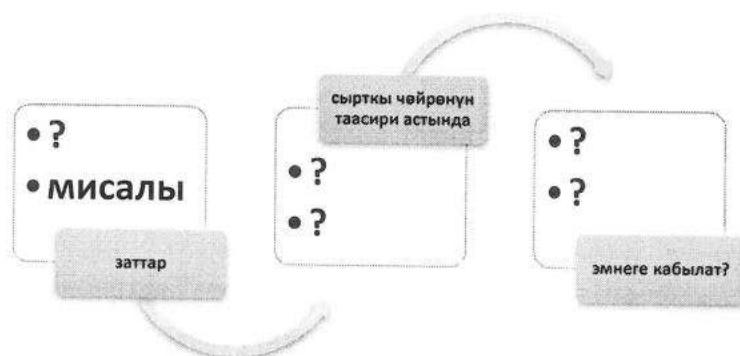 • ?
• мисалы
заттар
сырткы чөйрөнүн
таасири астында
• ?
• ?
• ?
• ?
эмнеге кабылат?